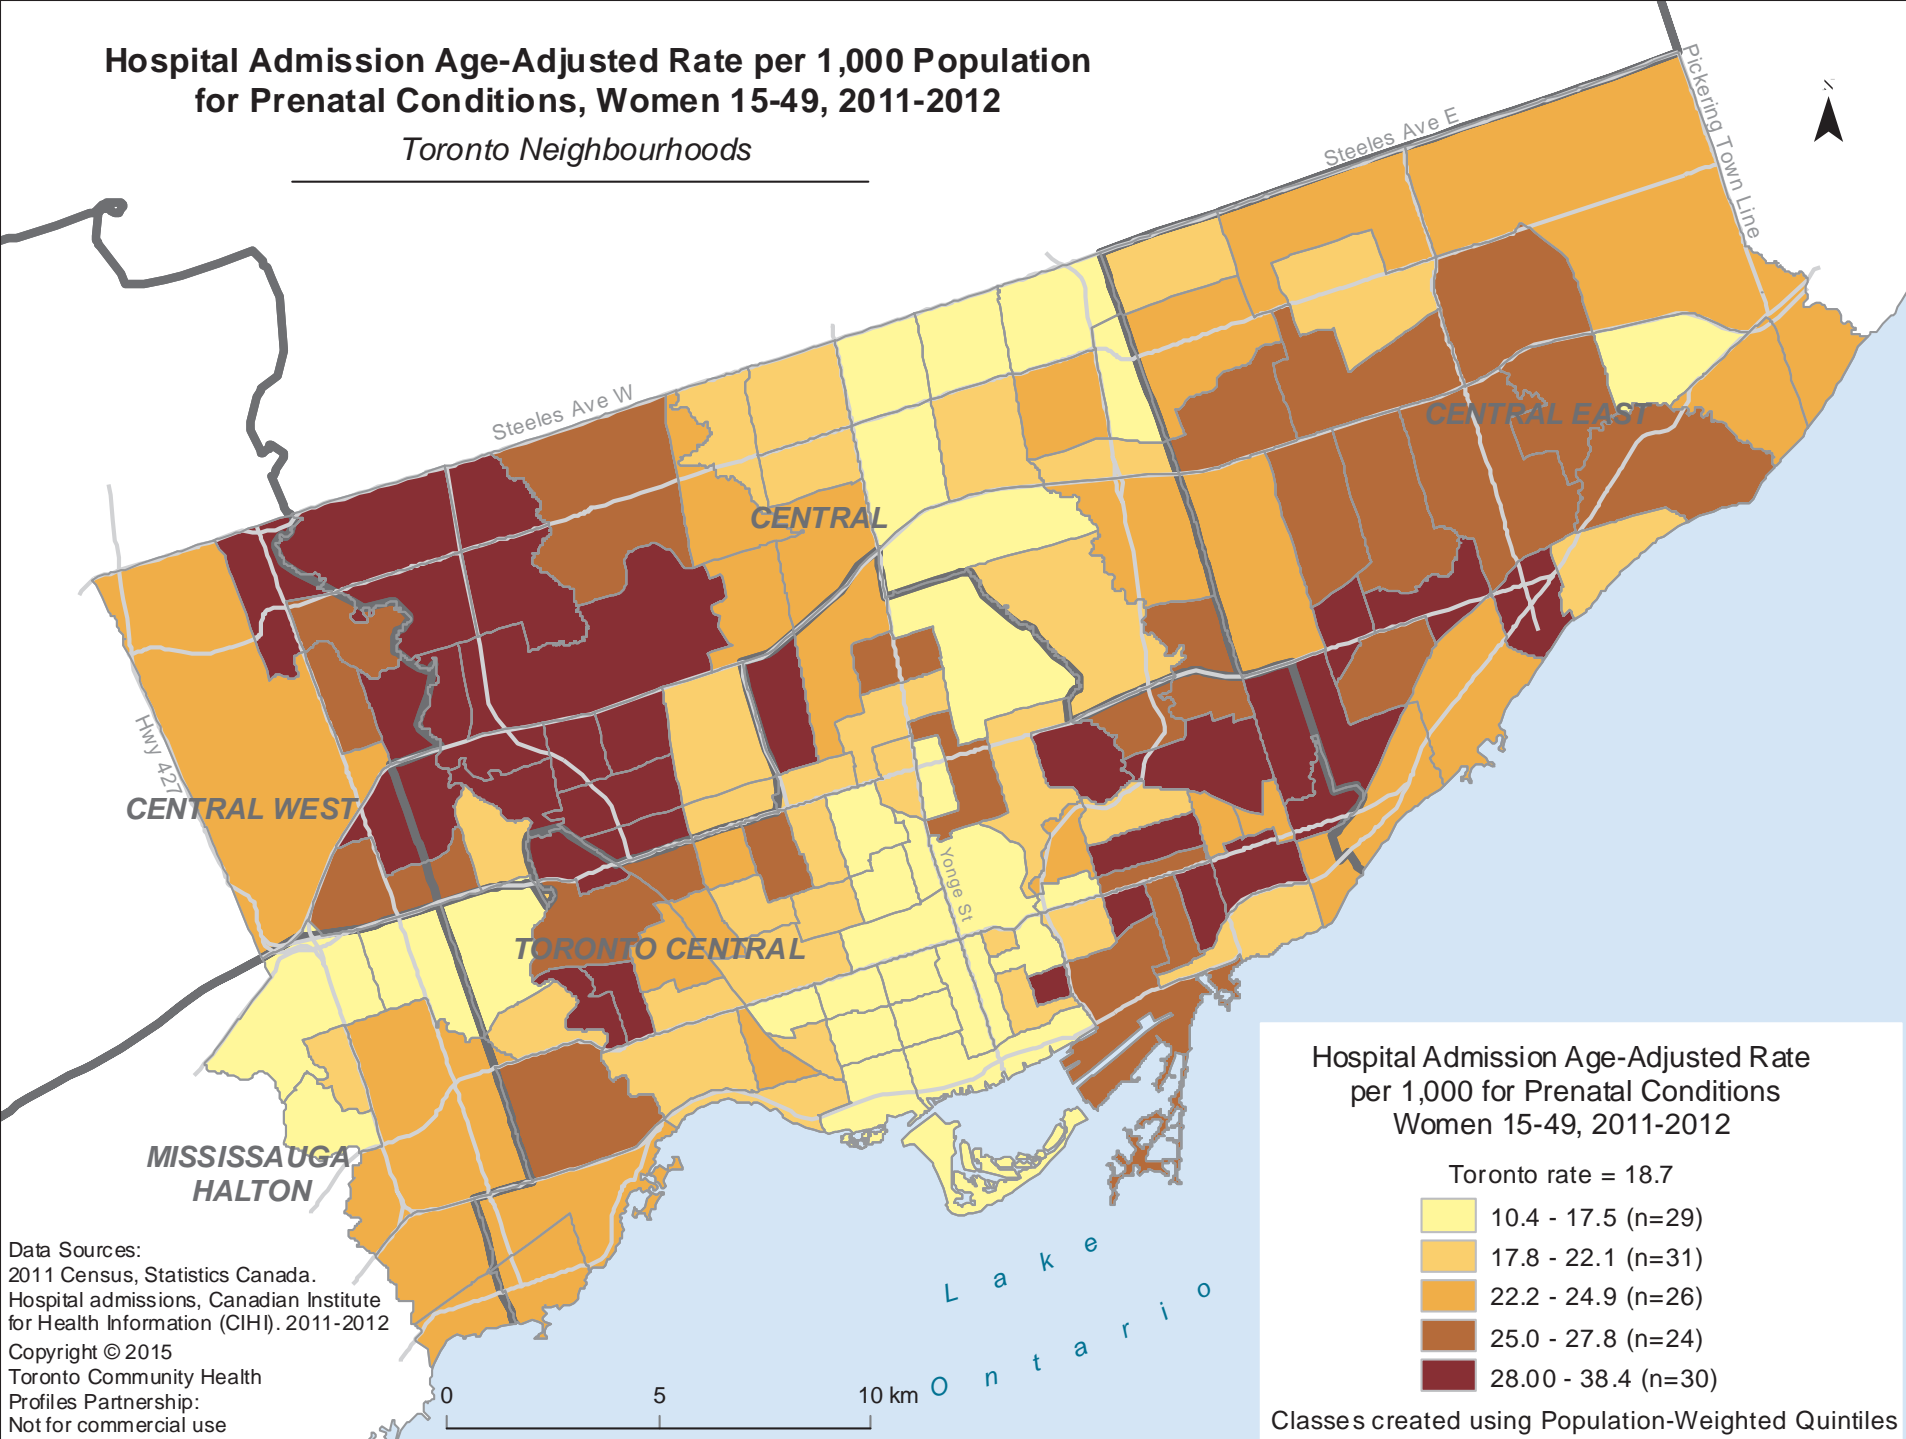 Hospital Admission Age-Adjusted Rate per 1,000 Population
for Prenatal Conditions, Women 15-49, 2011-2012
Toronto Neighbourhoods
Pickering Town Line
N
Steeles Ave E
Steeles Ave W
CENTRAL EAST
CENTRAL
Hwy 427
CENTRAL WEST
Yonge St
TORONTO CENTRAL
MISSISSAUGA
HALTON
Lake
Ontario
Hospital Admission Age-Adjusted Rate
per 1,000 for Prenatal Conditions
Women 15-49, 2011-2012
Toronto rate = 18.7
10.4 - 17.5 (n=29)
17.8 - 22.1 (n=31)
22.2 - 24.9 (n=26)
25.0 - 27.8 (n=24)
28.00 - 38.4 (n=30)
Classes created using Population-Weighted Quintiles
Data Sources:
2011 Census, Statistics Canada.
Hospital admissions, Canadian Institute
for Health Information (CIHI). 2011-2012
Copyright © 2015
Toronto Community Health
Profiles Partnership:
Not for commercial use
0 5 10 km